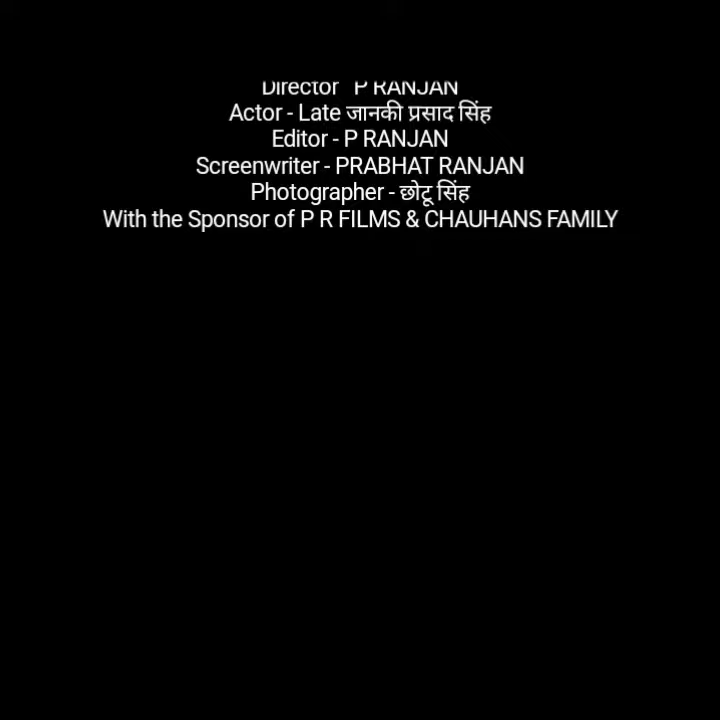 Director P RANJAN
Actor - Late जानकी प्रसाद सिंह
Editor - P RANJAN
Screenwriter - PRABHAT RANJAN
Photographer - छोटू सिंह
With the Sponsor of P R FILMS & CHAUHANS FAMILY